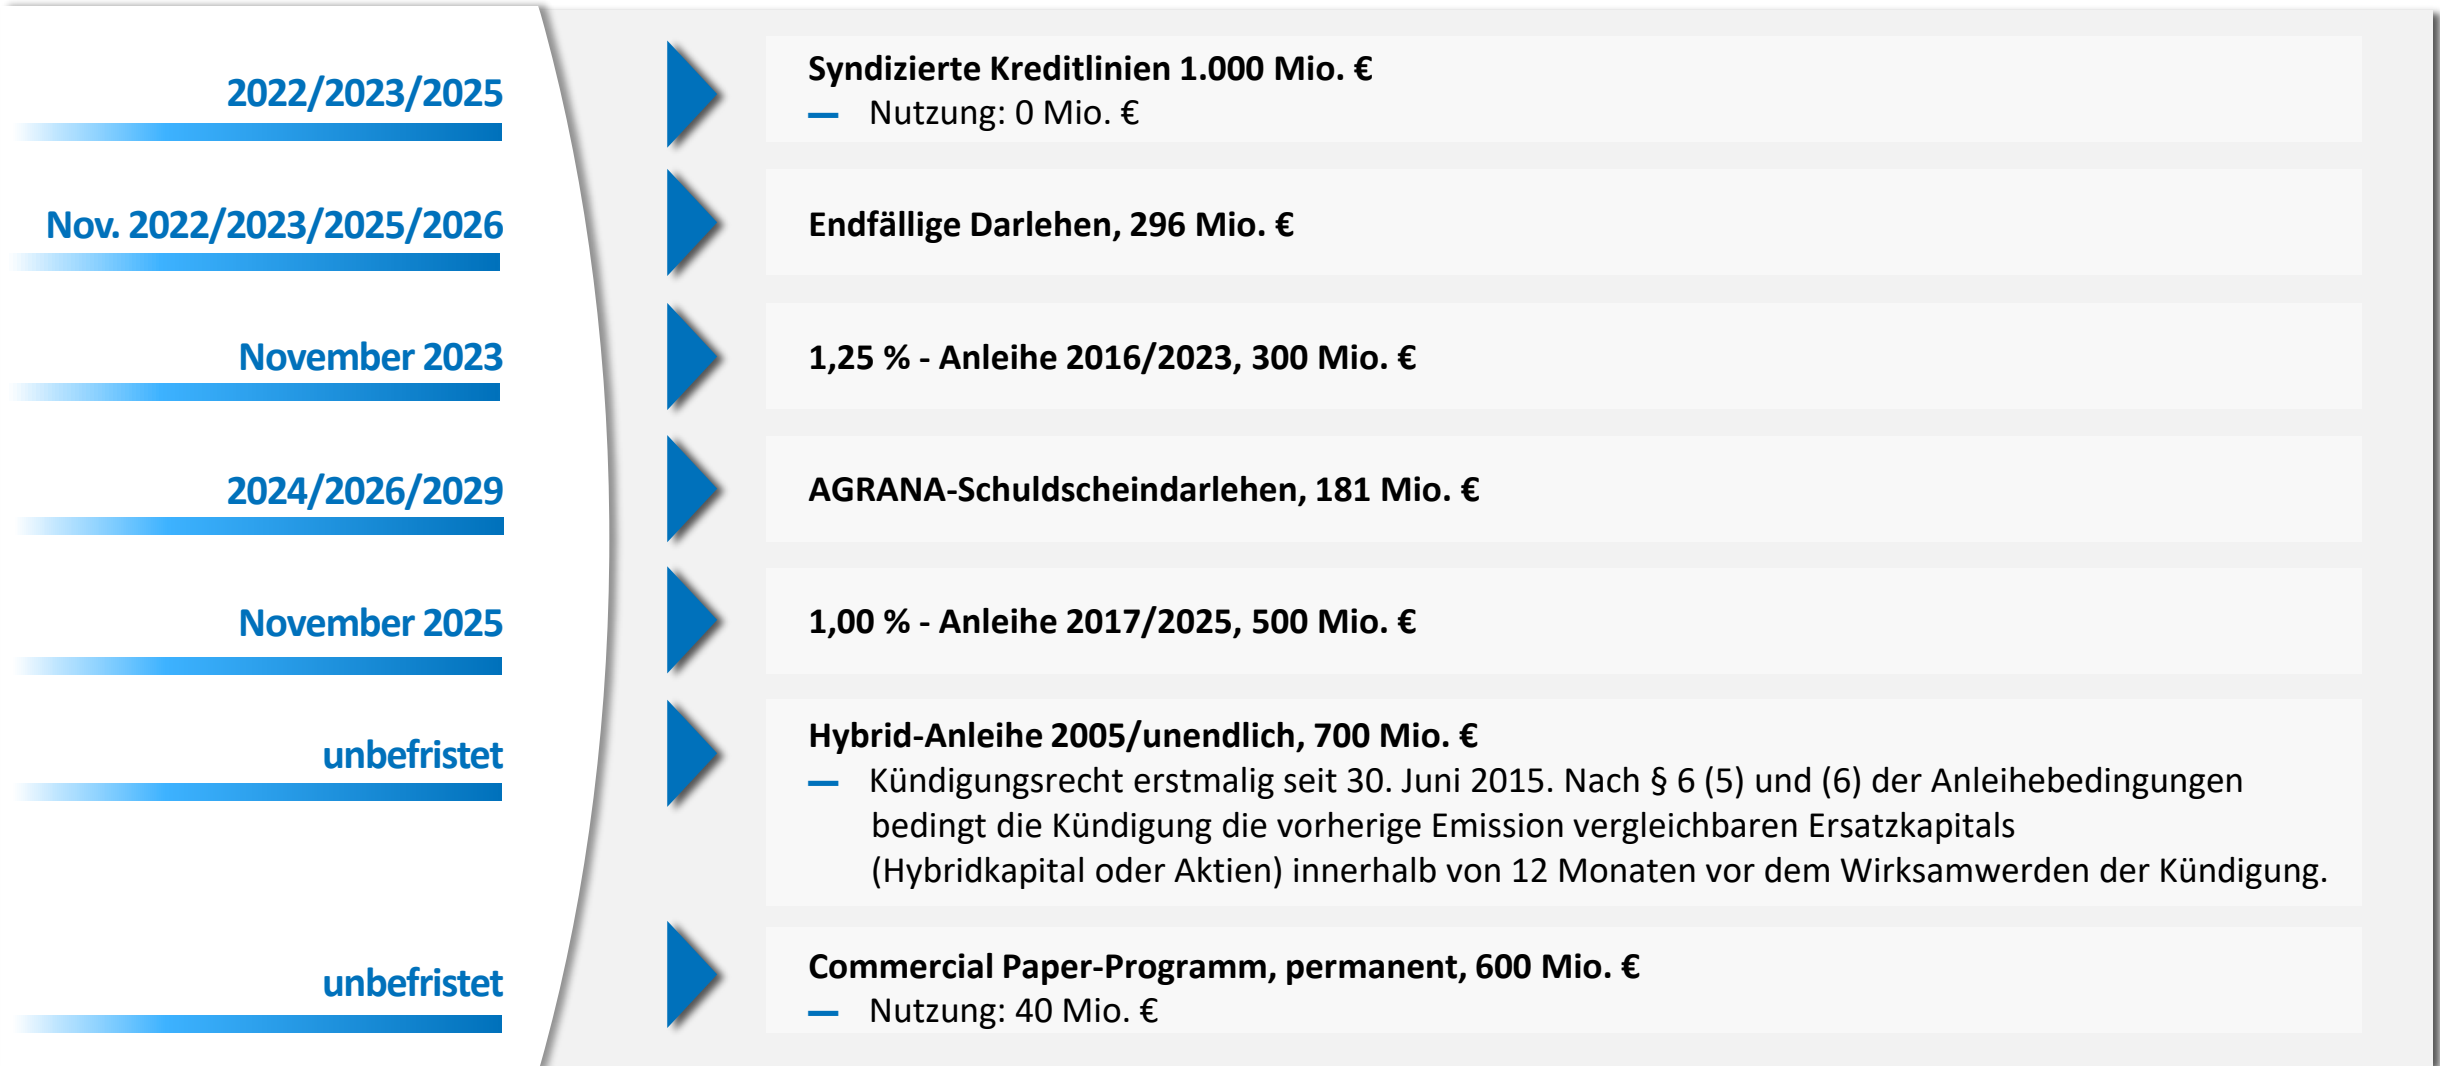 2022/2023/2025
Syndizierte Kreditlinien 1.000 Mio. €
— Nutzung: 0 Mio. €
Nov. 2022/2023/2025/2026
Endfällige Darlehen, 296 Mio. €
November 2023
1,25 % - Anleihe 2016/2023, 300 Mio. €
2024/2026/2029
AGRANA-Schuldscheindarlehen, 181 Mio. €
November 2025
1,00 % - Anleihe 2017/2025, 500 Mio. €
unbefristet
Hybrid-Anleihe 2005/unendlich, 700 Mio. €
— Kündigungsrecht erstmalig seit 30. Juni 2015. Nach § 6 (5) und (6) der Anleihebedingungen
bedingt die Kündigung die vorherige Emission vergleichbaren Ersatzkapitals
(Hybridkapital oder Aktien) innerhalb von 12 Monaten vor dem Wirksamwerden der Kündigung.
unbefristet
Commercial Paper-Programm, permanent, 600 Mio. €
— Nutzung: 40 Mio. €